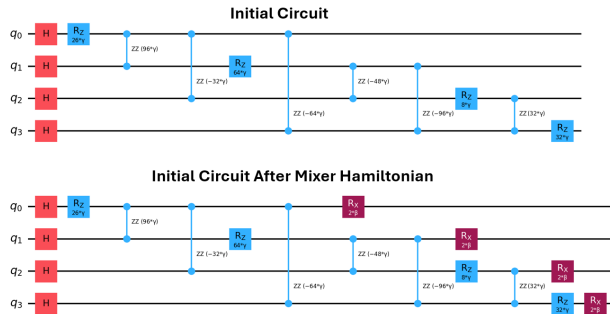 Initial Circuit
q0 H RZ 26*γ
ZZ (96*γ)
q1 H RZ 64*γ
ZZ (−32*γ) ZZ (−48*γ)
q2 H RZ 8*γ
ZZ (−64*γ) ZZ (−96*γ) ZZ (32*γ)
q3 H RZ 32*γ
Initial Circuit After Mixer Hamiltonian
q0 H RZ 26*γ RX 2*β
ZZ (96*γ)
q1 H RZ 64*γ RX 2*β
ZZ (−32*γ) ZZ (−48*γ)
q2 H RZ 8*γ RX 2*β
ZZ (−64*γ) ZZ (−96*γ) ZZ (32*γ)
q3 H RZ 32*γ RX 2*β